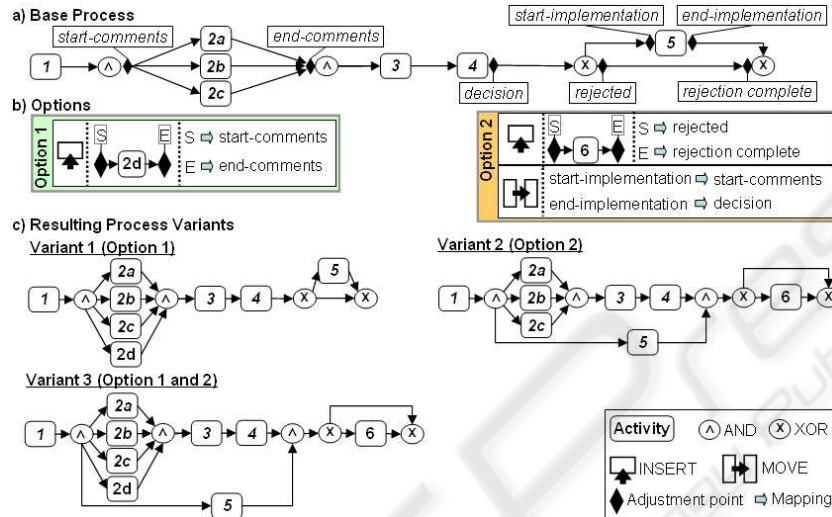 a) Base Process
start-implementation
end-implementation
start-comments
end-comments
2a
5
1 ^ 2b ^ 3 4 X X
2c
decision
rejected
rejection complete
b) Options
Option 1
S E
2d
S ⇨ start-comments
E ⇨ end-comments
Option 2
S E
6
S ⇨ rejected
E ⇨ rejection complete
start-implementation ⇨ start-comments
end-implementation ⇨ decision
c) Resulting Process Variants
Variant 1 (Option 1)
2a
5
1 ^ 2b ^ 3 4 X X
2c
2d
Variant 2 (Option 2)
2a
1 ^ 2b ^ 3 4 ^ X 6 X
2c
5
Variant 3 (Option 1 and 2)
2a
1 ^ 2b ^ 3 4 ^ X 6 X
2c
2d
5
Activity ^ AND X XOR
INSERT MOVE
Adjustment point ⇨ Mapping